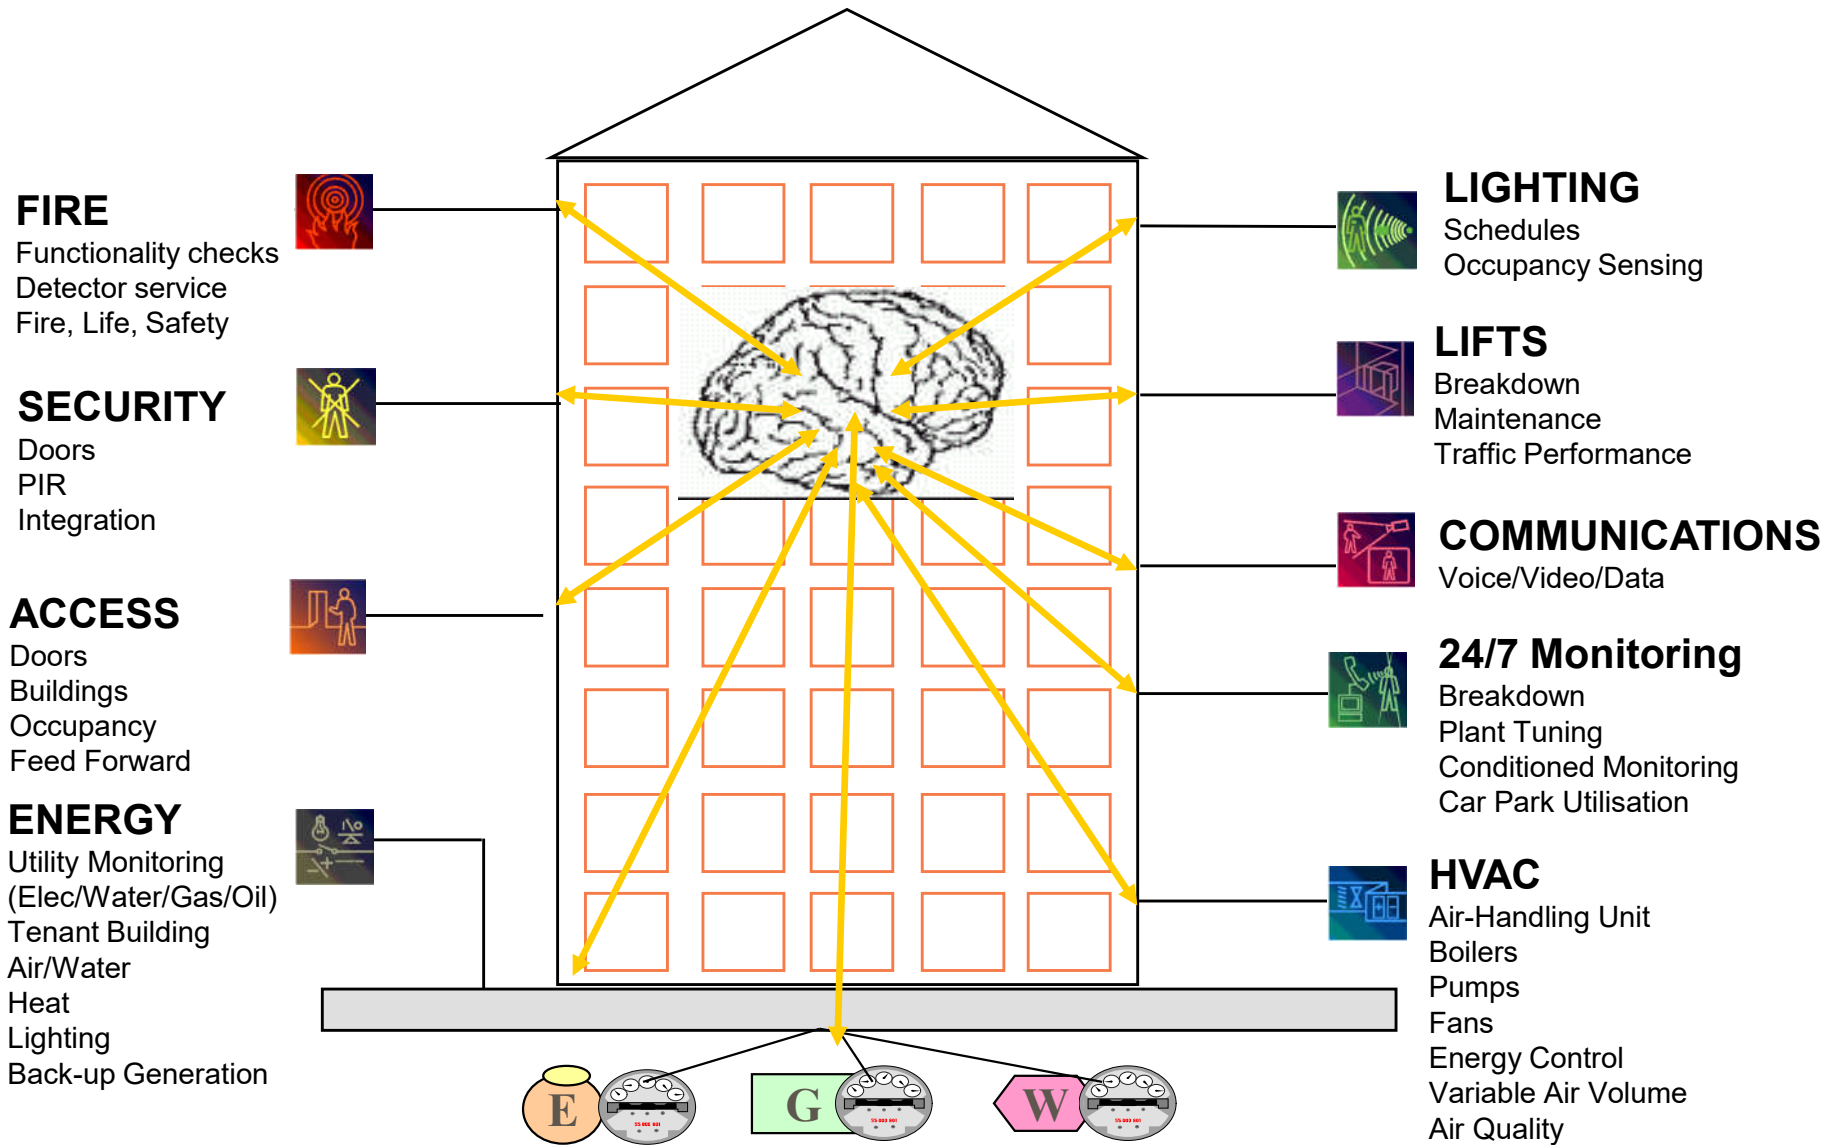 FIRE
Functionality checks
Detector service
Fire, Life, Safety
SECURITY
Doors
PIR
Integration
ACCESS
Doors
Buildings
Occupancy
Feed Forward
ENERGY
Utility Monitoring
(Elec/Water/Gas/Oil)
Tenant Building
Air/Water
Heat
Lighting
Back-up Generation
LIGHTING
Schedules
Occupancy Sensing
LIFTS
Breakdown
Maintenance
Traffic Performance
COMMUNICATIONS
Voice/Video/Data
24/7 Monitoring
Breakdown
Plant Tuning
Conditioned Monitoring
Car Park Utilisation
HVAC
Air-Handling Unit
Boilers
Pumps
Fans
Energy Control
Variable Air Volume
Air Quality
E
G
W